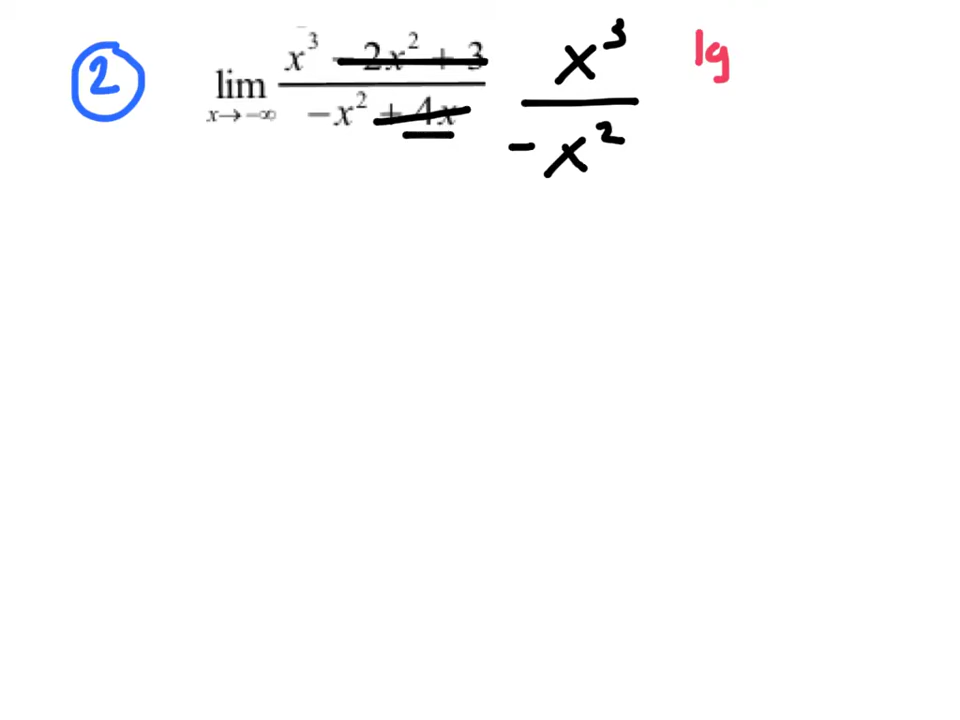 ② lim x→−∞ (x³ − 2x² + 3)/(−x² + 4x) x³/(−x²) lg